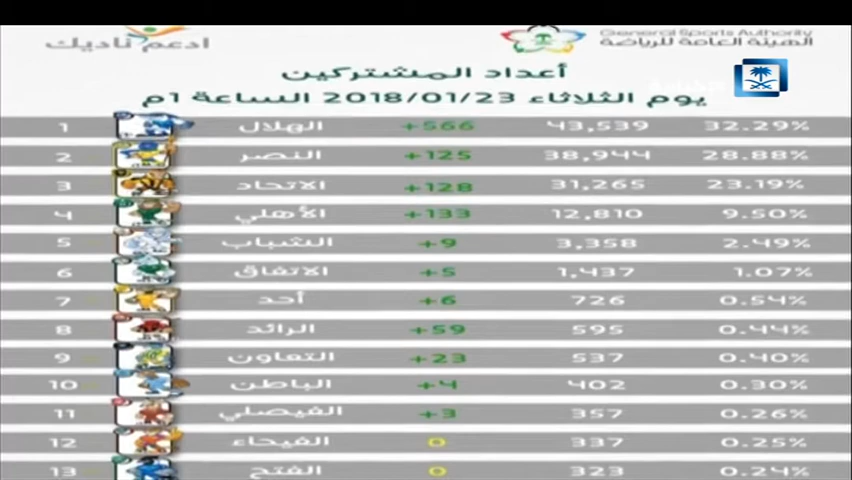 ادعم ناديك
General Sports Authority
الهيئة العامة للرياضة
أعداد المشتركين
يوم الثلاثاء 2018/01/23 الساعة 1م
1 الهلال +566 43,539 32.29%
2 النصر +125 38,944 28.88%
3 الاتحاد +128 31,265 23.19%
4 الأهلي +133 12,810 9.50%
5 الشباب +9 3,358 2.49%
6 الاتفاق +5 1,437 1.07%
7 أحد +6 726 0.54%
8 الرائد +59 595 0.44%
9 التعاون +23 537 0.40%
10 الباطن +4 402 0.30%
11 الفيصلي +3 357 0.26%
12 الفيحاء 0 337 0.25%
13 الفتح 0 323 0.24%